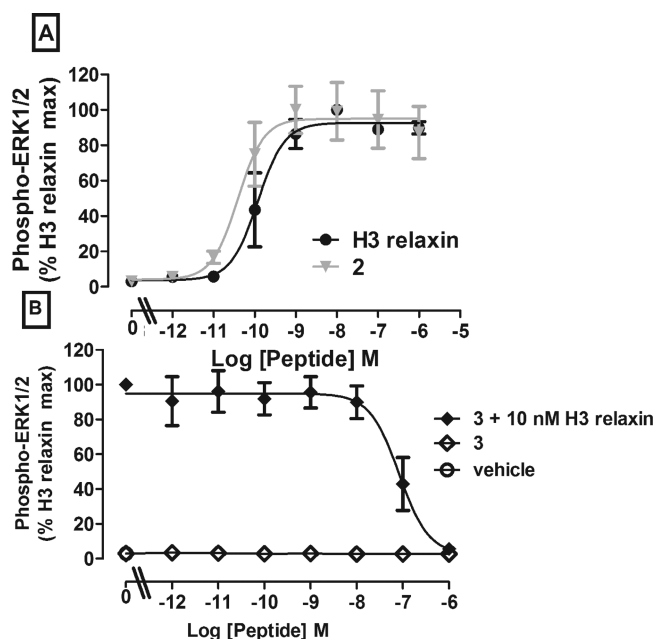 A
Phospho-ERK1/2
(% H3 relaxin max)
120
100
80
60
40
20
0
H3 relaxin
2
0 -12 -11 -10 -9 -8 -7 -6 -5
Log [Peptide] M
B
Phospho-ERK1/2
(% H3 relaxin max)
120
100
80
60
40
20
0
3 + 10 nM H3 relaxin
3
vehicle
0 -12 -11 -10 -9 -8 -7 -6
Log [Peptide] M